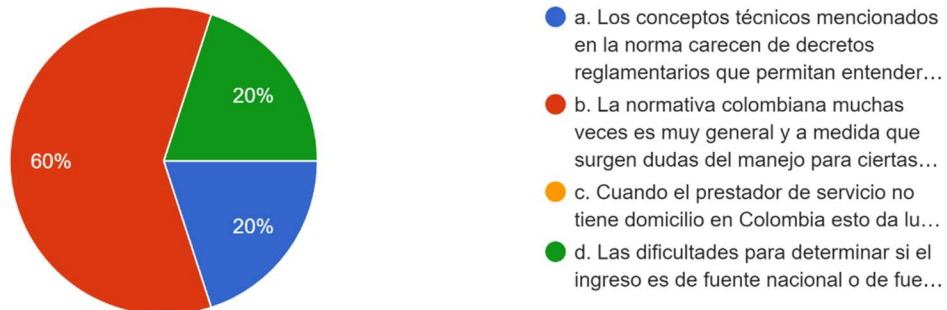 20%
60%
20%
a. Los conceptos técnicos mencionados
en la norma carecen de decretos
reglamentarios que permitan entender…
b. La normativa colombiana muchas
veces es muy general y a medida que
surgen dudas del manejo para ciertas…
c. Cuando el prestador de servicio no
tiene domicilio en Colombia esto da lu…
d. Las dificultades para determinar si el
ingreso es de fuente nacional o de fue…